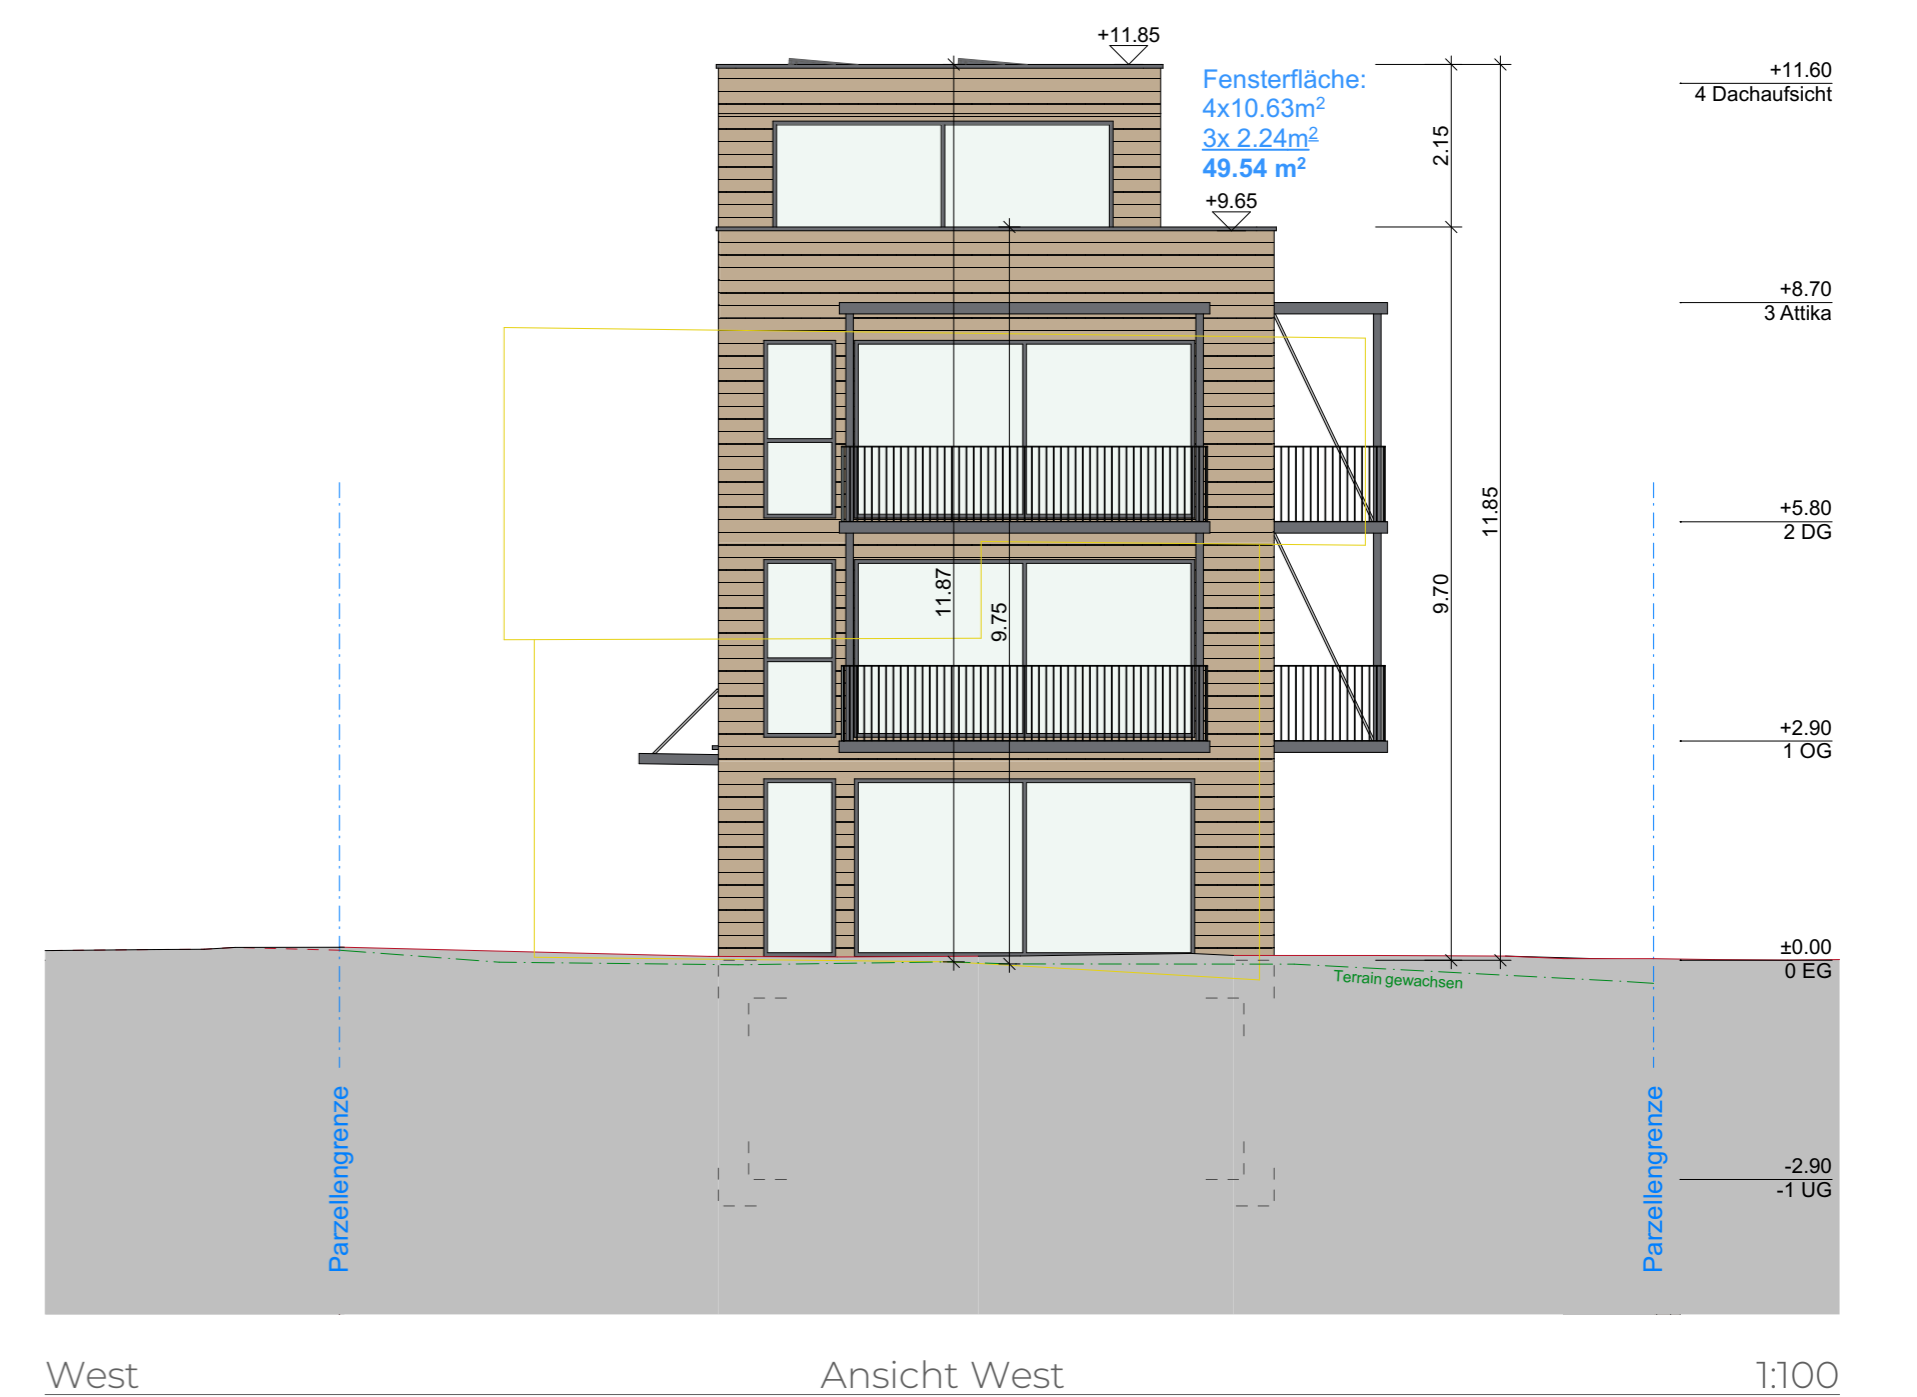 +11.85
Fensterfläche:
4x10.63m²
3x 2.24m²
49.54 m²
+9.65
2.15
9.70
11.85
11.87
9.75
+11.60
4 Dachaufsicht
+8.70
3 Attika
+5.80
2 DG
+2.90
1 OG
±0.00
0 EG
Terrain gewachsen
-2.90
-1 UG
Parzellengrenze
Parzellengrenze
West
Ansicht West
1:100